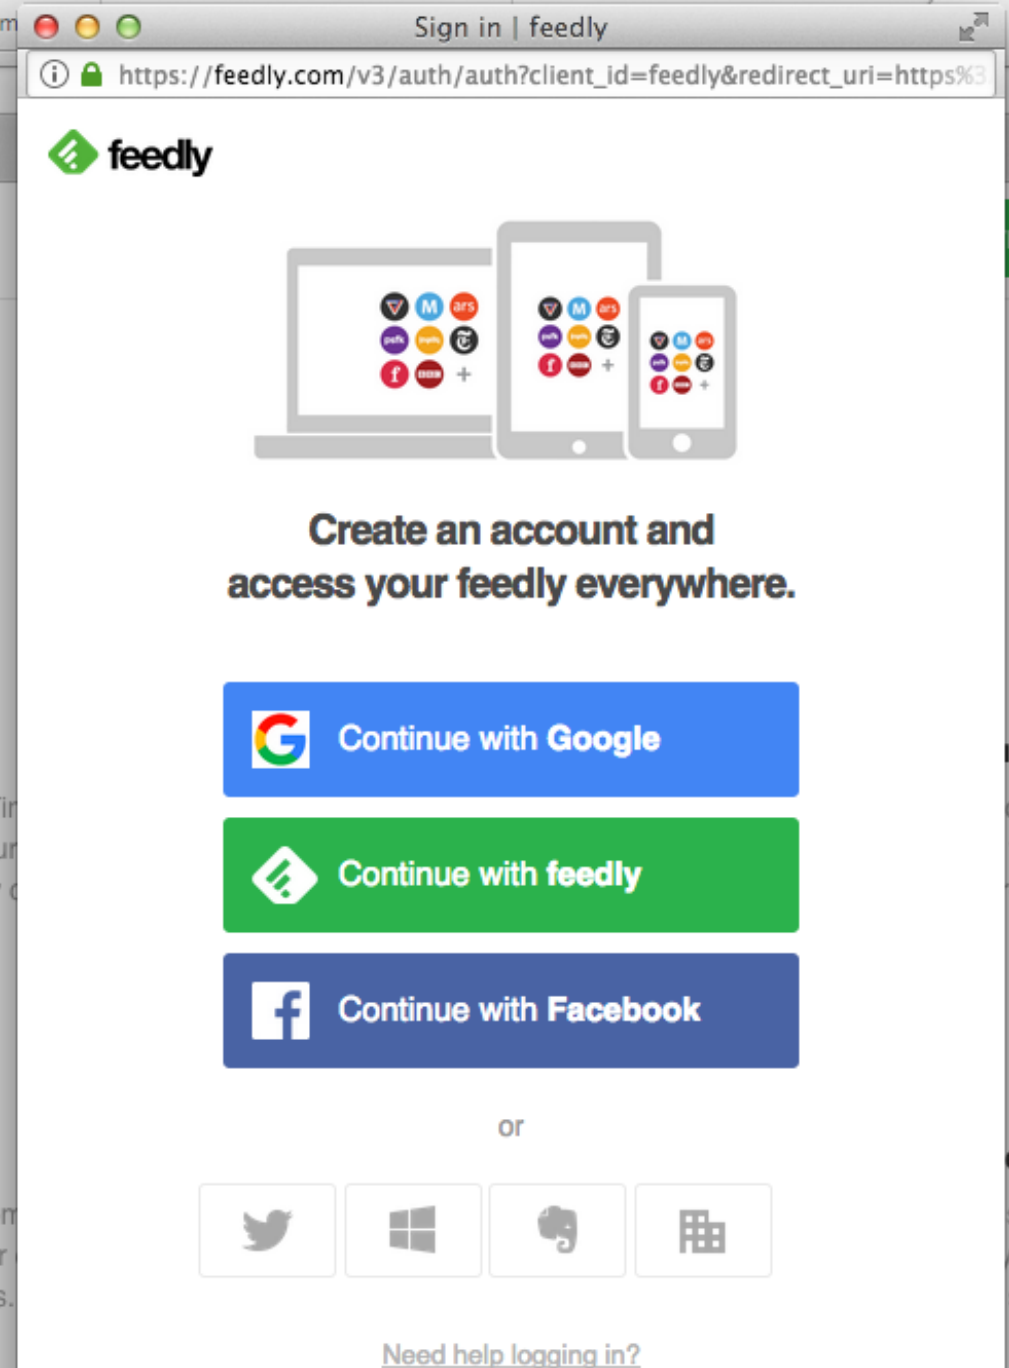 Sign in | feedly
https://feedly.com/v3/auth/auth?client_id=feedly&redirect_uri=https%3
feedly
M ars
Create an account and
access your feedly everywhere.
Continue with Google
Continue with feedly
Continue with Facebook
or
Need help logging in?